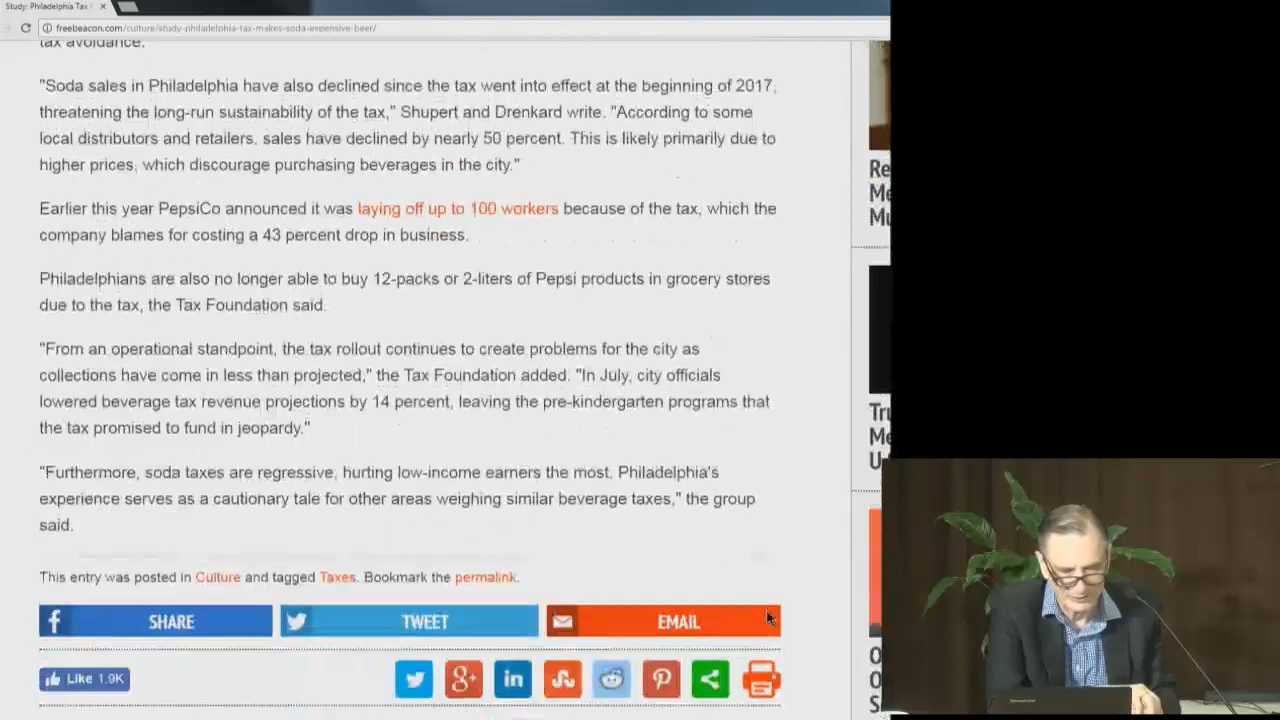 Study: Philadelphia Tax
freebeacon.com/culture/study-philadelphia-tax-makes-soda-expensive-beer/
tax avoidance.
"Soda sales in Philadelphia have also declined since the tax went into effect at the beginning of 2017,
threatening the long-run sustainability of the tax," Shupert and Drenkard write. "According to some
local distributors and retailers, sales have declined by nearly 50 percent. This is likely primarily due to
higher prices, which discourage purchasing beverages in the city."
Earlier this year PepsiCo announced it was laying off up to 100 workers because of the tax, which the
company blames for costing a 43 percent drop in business.
Philadelphians are also no longer able to buy 12-packs or 2-liters of Pepsi products in grocery stores
due to the tax, the Tax Foundation said.
"From an operational standpoint, the tax rollout continues to create problems for the city as
collections have come in less than projected," the Tax Foundation added. "In July, city officials
lowered beverage tax revenue projections by 14 percent, leaving the pre-kindergarten programs that
the tax promised to fund in jeopardy."
"Furthermore, soda taxes are regressive, hurting low-income earners the most. Philadelphia's
experience serves as a cautionary tale for other areas weighing similar beverage taxes," the group
said.
This entry was posted in Culture and tagged Taxes. Bookmark the permalink.
SHARE TWEET EMAIL
Like 1.9K
Re
Me
Mu
Tru
Me
U
O
O
S